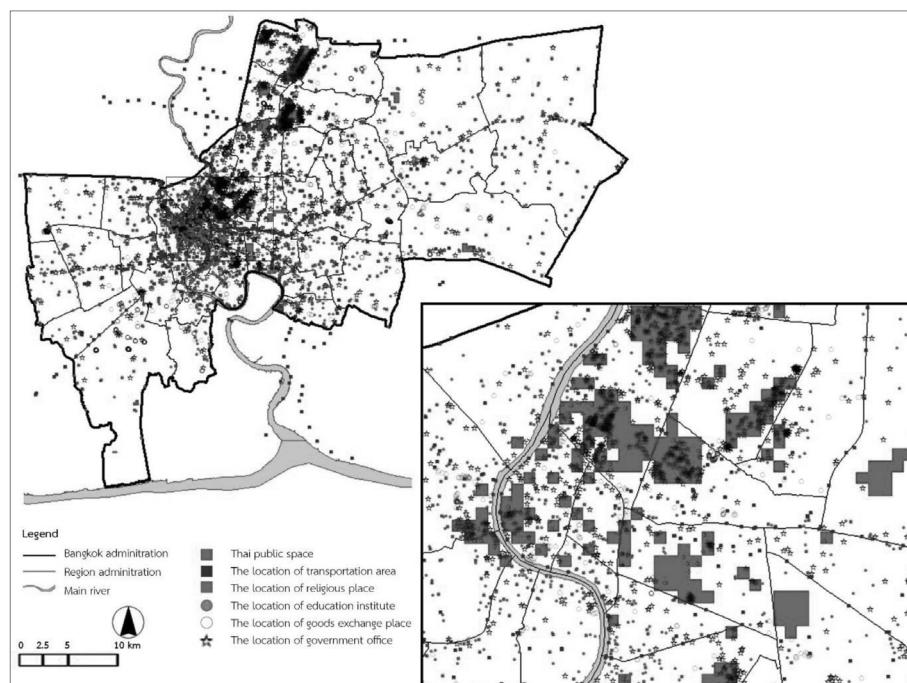 Legend
Bangkok adminitration
Region adminitration
Main river
Thai public space
The location of transportation area
The location of religious place
The location of education institute
The location of goods exchange place
The location of government office
0 2.5 5 10 km